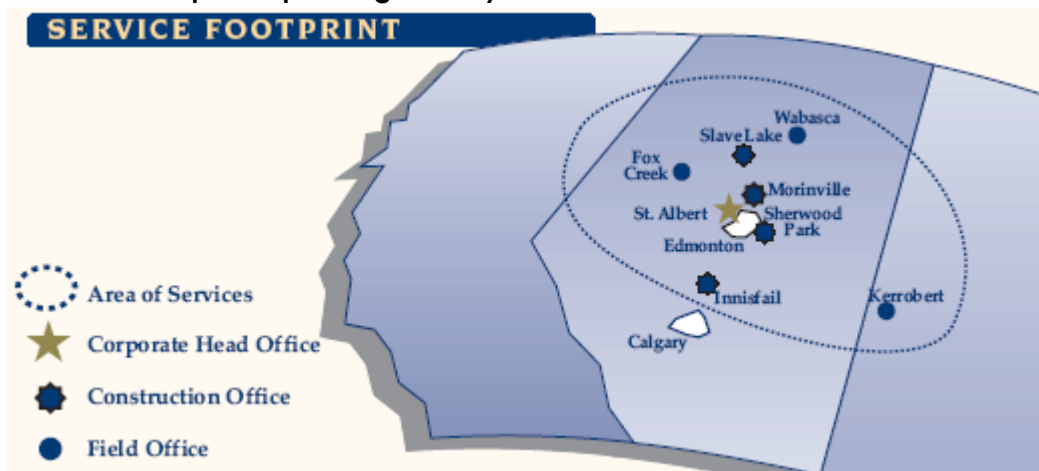 SERVICE FOOTPRINT
Wabasca
Slave Lake
Fox
Creek
Morinville
St. Albert
Sherwood
Park
Edmonton
Innisfail
Kerrobert
Calgary
Area of Services
Corporate Head Office
Construction Office
Field Office